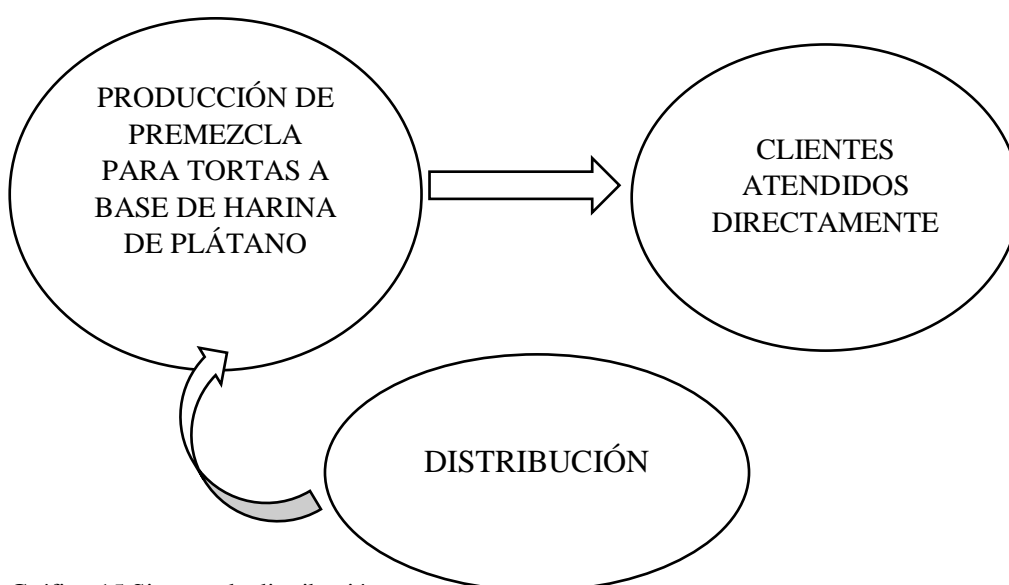 PRODUCCIÓN DE
PREMEZCLA
PARA TORTAS A
BASE DE HARINA
DE PLÁTANO
CLIENTES
ATENDIDOS
DIRECTAMENTE
DISTRIBUCIÓN